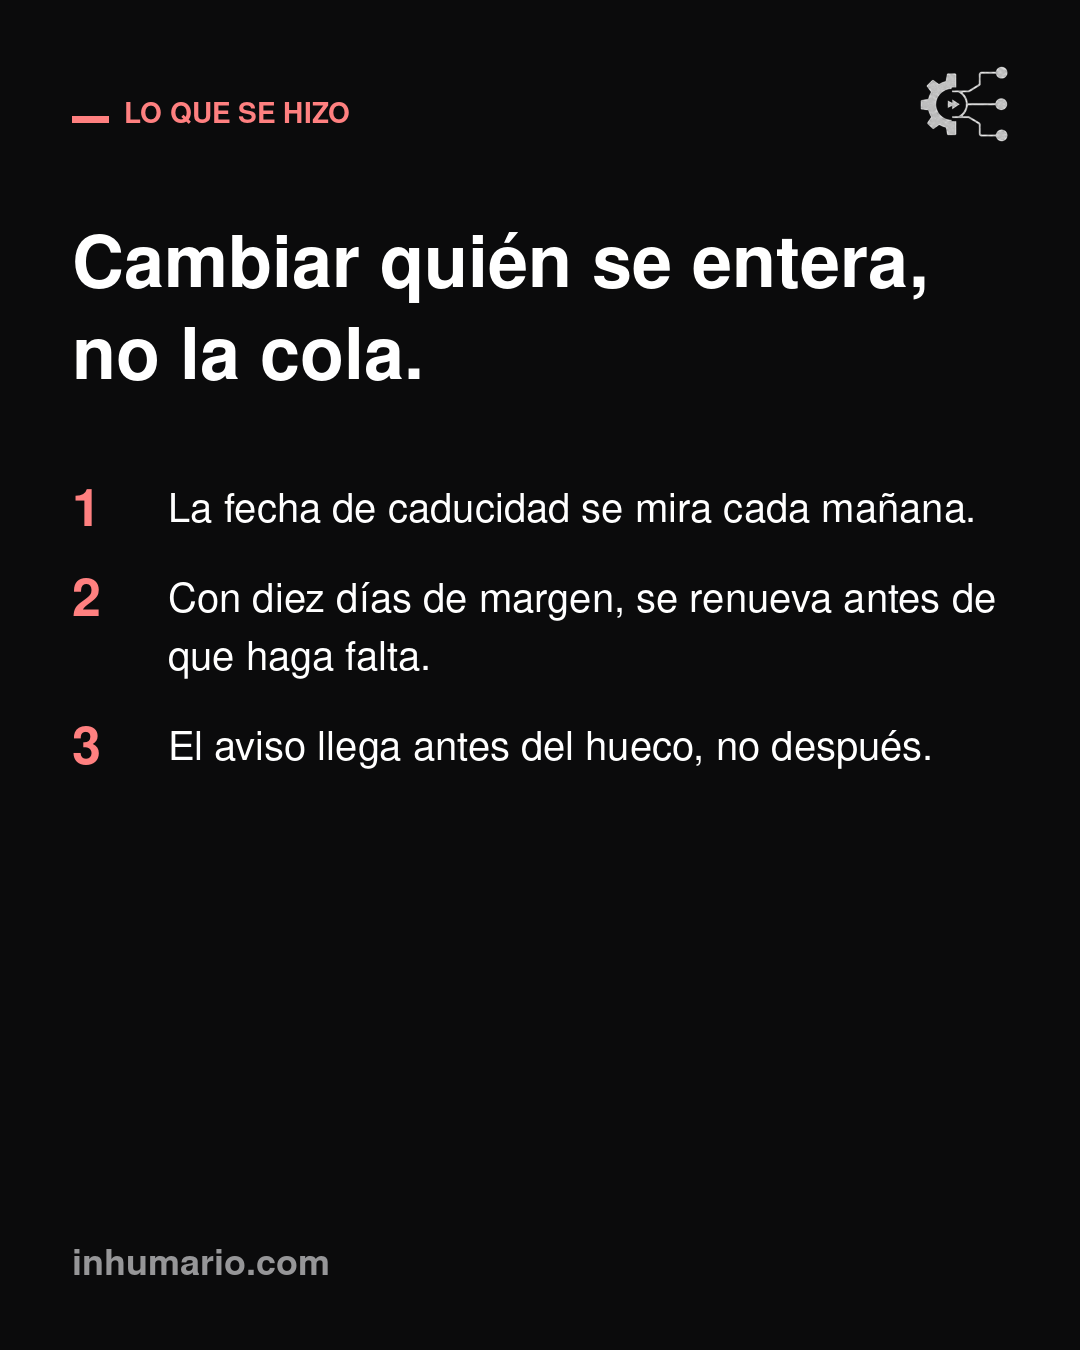 LO QUE SE HIZO
Cambiar quién se entera,
no la cola.
1 La fecha de caducidad se mira cada mañana.
2 Con diez días de margen, se renueva antes de
que haga falta.
3 El aviso llega antes del hueco, no después.
inhumario.com